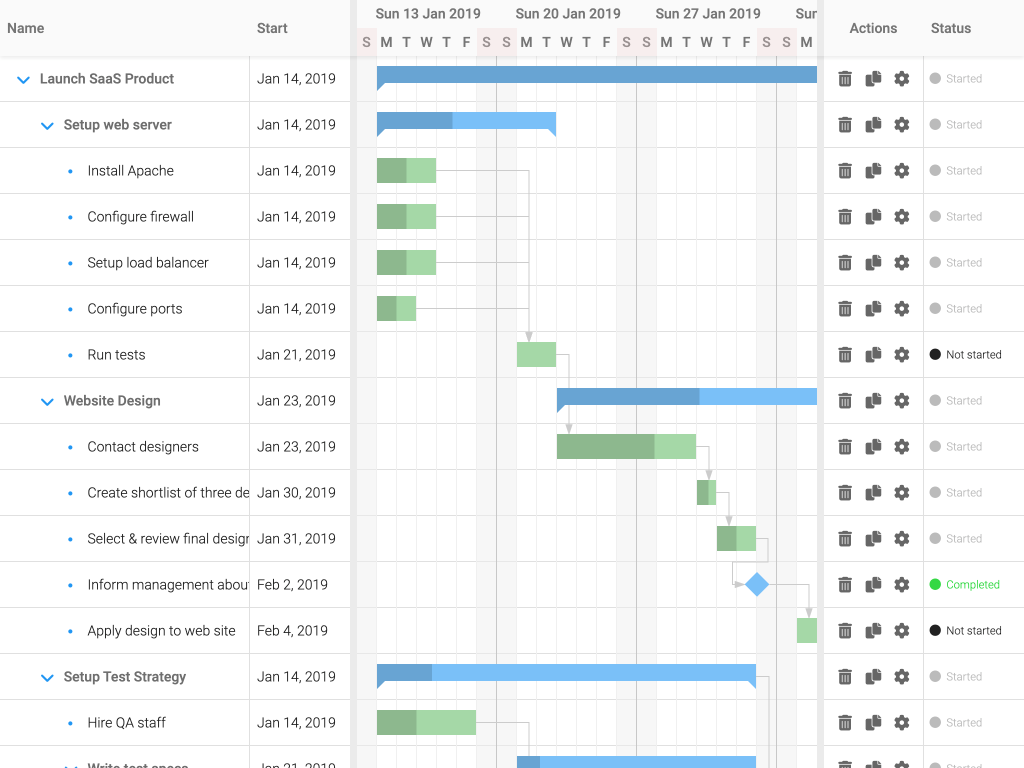 Name Start Sun 13 Jan 2019 Sun 20 Jan 2019 Sun 27 Jan 2019 Sun Actions Status
S M T W T F S S M T W T F S S M T W T F S S M
Launch SaaS Product Jan 14, 2019 Started
Setup web server Jan 14, 2019 Started
Install Apache Jan 14, 2019 Started
Configure firewall Jan 14, 2019 Started
Setup load balancer Jan 14, 2019 Started
Configure ports Jan 14, 2019 Started
Run tests Jan 21, 2019 Not started
Website Design Jan 23, 2019 Started
Contact designers Jan 23, 2019 Started
Create shortlist of three de Jan 30, 2019 Started
Select & review final design Jan 31, 2019 Started
Inform management about Feb 2, 2019 Completed
Apply design to web site Feb 4, 2019 Not started
Setup Test Strategy Jan 14, 2019 Started
Hire QA staff Jan 14, 2019 Started
Write test specs Jan 21, 2019 Started